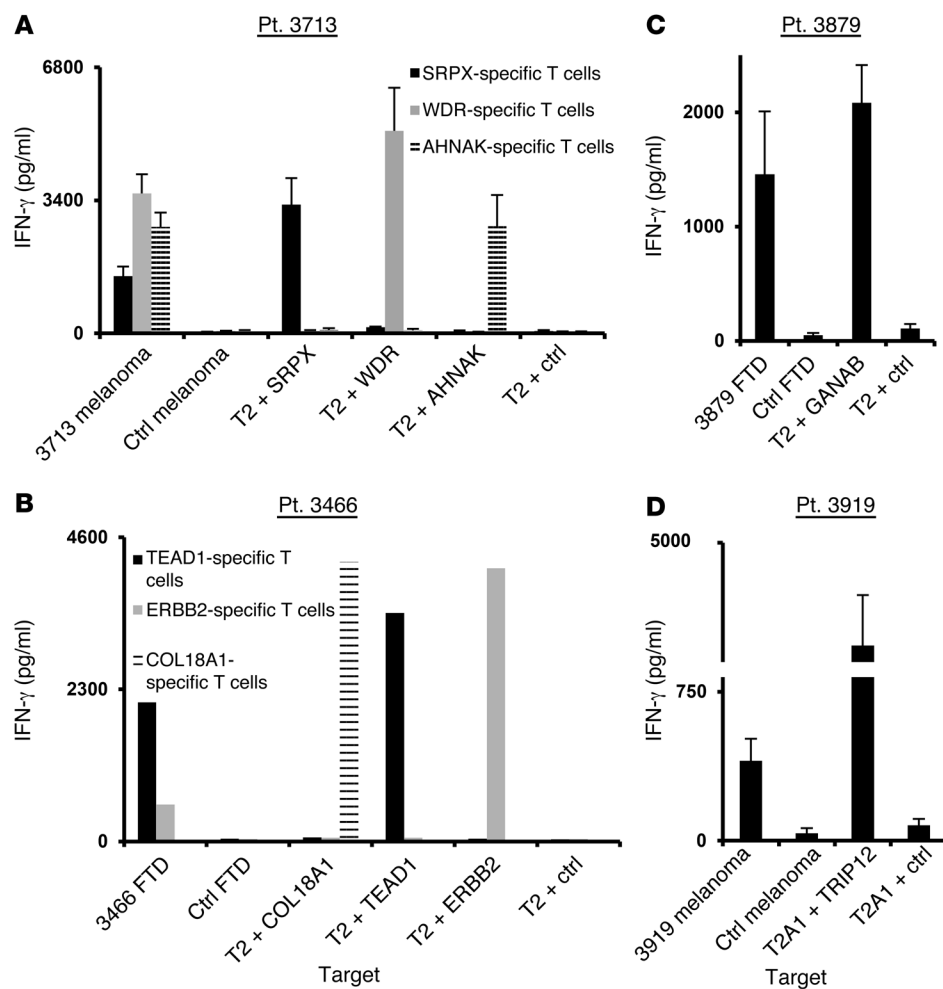 A
Pt. 3713
6800
3400
0
IFN-γ (pg/ml)
SRPX-specific T cells
WDR-specific T cells
AHNAK-specific T cells
3713 melanoma
Ctrl melanoma
T2 + SRPX
T2 + WDR
T2 + AHNAK
T2 + ctrl
C
Pt. 3879
2000
1000
0
IFN-γ (pg/ml)
3879 FTD
Ctrl FTD
T2 + GANAB
T2 + ctrl
B
Pt. 3466
4600
2300
0
IFN-γ (pg/ml)
TEAD1-specific T
cells
ERBB2-specific T cells
COL18A1-
specific T cells
3466 FTD
Ctrl FTD
T2 + COL18A1
T2 + TEAD1
T2 + ERBB2
T2 + ctrl
Target
D
Pt. 3919
5000
750
0
IFN-γ (pg/ml)
3919 melanoma
Ctrl melanoma
T2A1 + TRIP12
T2A1 + ctrl
Target